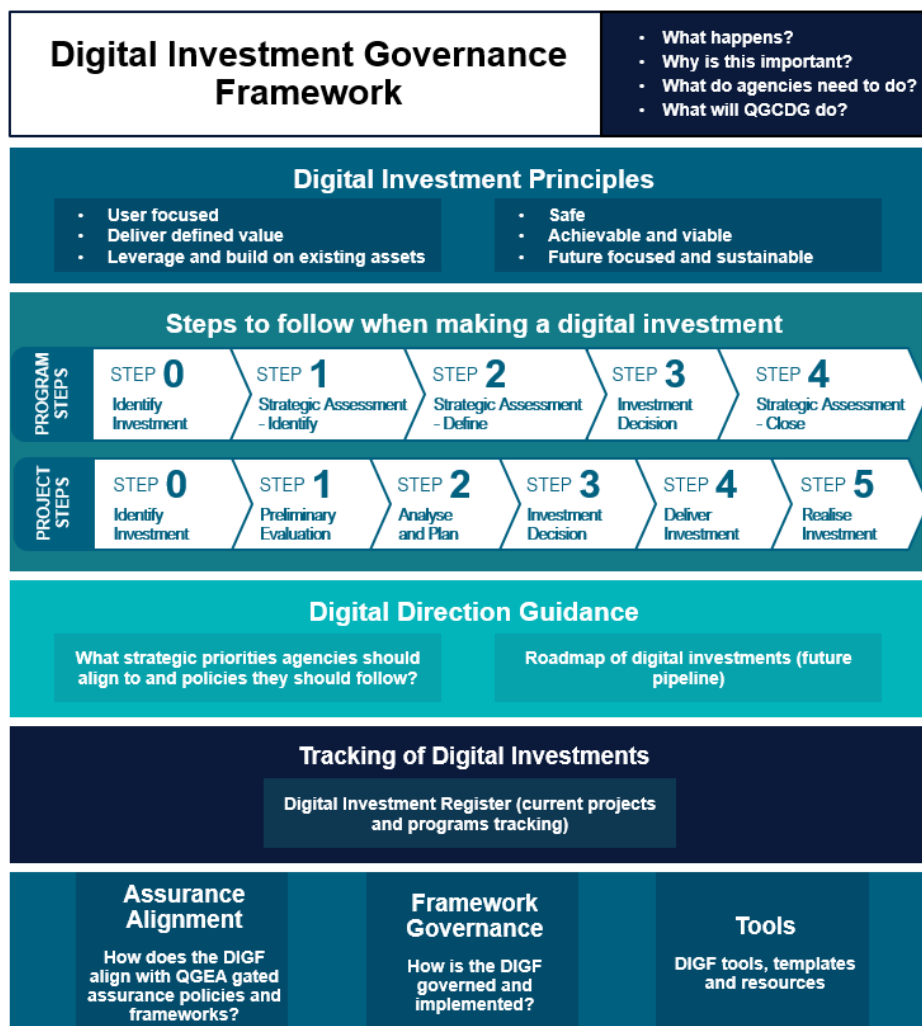 Digital Investment Governance
Framework
• What happens?
• Why is this important?
• What do agencies need to do?
• What will QGCDG do?
Digital Investment Principles
• User focused
• Deliver defined value
• Leverage and build on existing assets
• Safe
• Achievable and viable
• Future focused and sustainable
Steps to follow when making a digital investment
PROGRAM
STEPS
STEP 0
Identify
Investment
STEP 1
Strategic Assessment
- Identify
STEP 2
Strategic Assessment
- Define
STEP 3
Investment
Decision
STEP 4
Strategic Assessment
- Close
PROJECT
STEPS
STEP 0
Identify
Investment
STEP 1
Preliminary
Evaluation
STEP 2
Analyse
and Plan
STEP 3
Investment
Decision
STEP 4
Deliver
Investment
STEP 5
Realise
Investment
Digital Direction Guidance
What strategic priorities agencies should
align to and policies they should follow?
Roadmap of digital investments (future
pipeline)
Tracking of Digital Investments
Digital Investment Register (current projects
and programs tracking)
Assurance
Alignment
How does the DIGF
align with QGEA gated
assurance policies and
frameworks?
Framework
Governance
How is the DIGF
governed and
implemented?
Tools
DIGF tools, templates
and resources